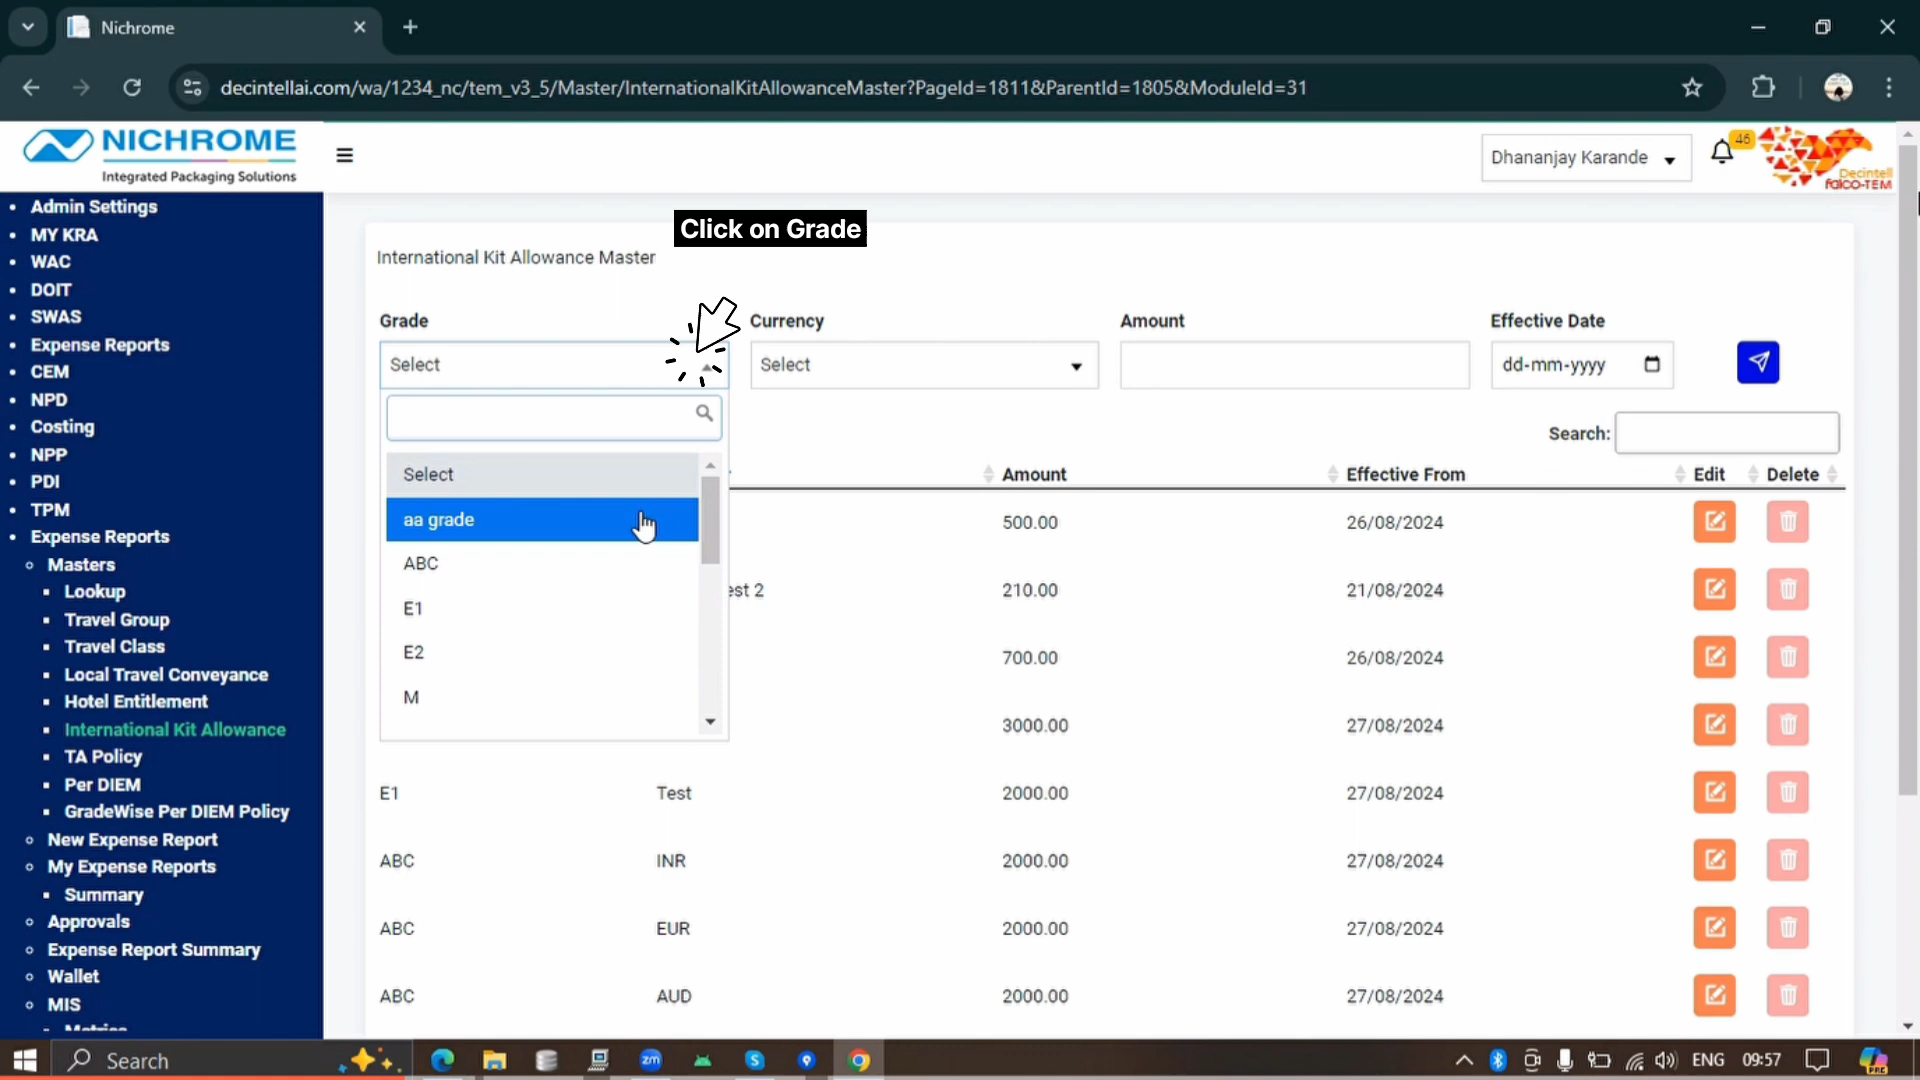 Nichrome
decintellai.com/wa/1234_nc/tem_v3_5/Master/InternationalKitAllowanceMaster?PageId=1811&ParentId=1805&ModuleId=31
NICHROME
Integrated Packaging Solutions
Dhananjay Karande
46
Decintell
falco-TEM
Admin Settings
MY KRA
WAC
DOIT
SWAS
Expense Reports
CEM
NPD
Costing
NPP
PDI
TPM
Expense Reports
Masters
Lookup
Travel Group
Travel Class
Local Travel Conveyance
Hotel Entitlement
International Kit Allowance
TA Policy
Per DIEM
GradeWise Per DIEM Policy
New Expense Report
My Expense Reports
Summary
Approvals
Expense Report Summary
Wallet
MIS
Click on Grade
International Kit Allowance Master
Grade Currency Amount Effective Date
Select Select dd-mm-yyyy
Search:
Select
aa grade
ABC
E1
E2
M
Amount Effective From Edit Delete
500.00 26/08/2024
est 2 210.00 21/08/2024
700.00 26/08/2024
3000.00 27/08/2024
E1 Test 2000.00 27/08/2024
ABC INR 2000.00 27/08/2024
ABC EUR 2000.00 27/08/2024
ABC AUD 2000.00 27/08/2024
Search
zm
ENG 09:57
PRE